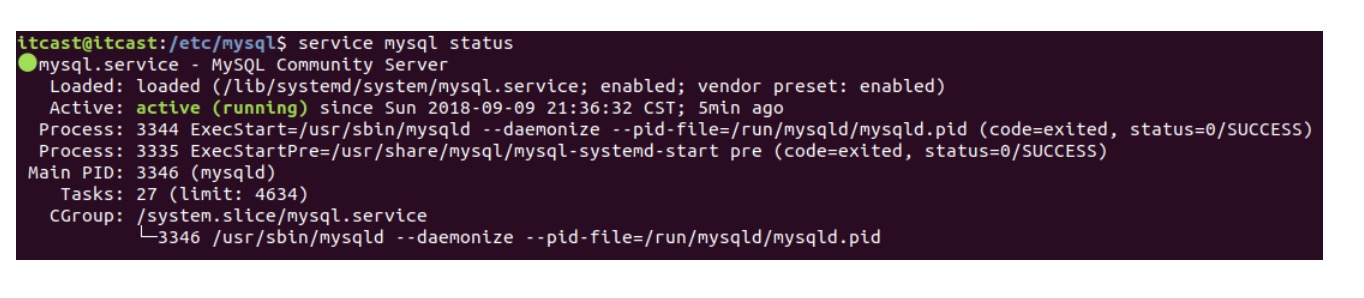 itcast@itcast:/etc/mysql$ service mysql status
●mysql.service - MySQL Community Server
   Loaded: loaded (/lib/systemd/system/mysql.service; enabled; vendor preset: enabled)
   Active: active (running) since Sun 2018-09-09 21:36:32 CST; 5min ago
  Process: 3344 ExecStart=/usr/sbin/mysqld --daemonize --pid-file=/run/mysqld/mysqld.pid (code=exited, status=0/SUCCESS)
  Process: 3335 ExecStartPre=/usr/share/mysql/mysql-systemd-start pre (code=exited, status=0/SUCCESS)
 Main PID: 3346 (mysqld)
    Tasks: 27 (limit: 4634)
   CGroup: /system.slice/mysql.service
           └─3346 /usr/sbin/mysqld --daemonize --pid-file=/run/mysqld/mysqld.pid